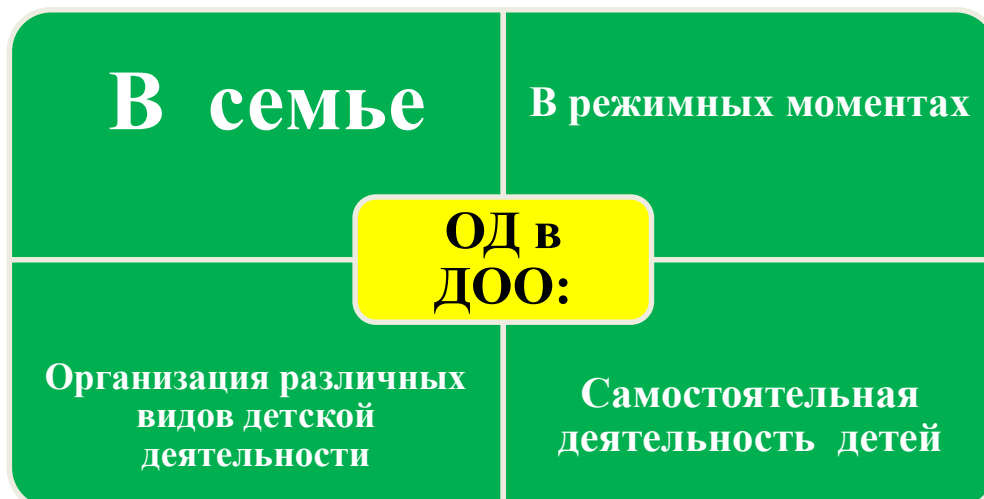 В семье
В режимных моментах
ОД в
ДОО:
Организация различных
видов детской
деятельности
Самостоятельная
деятельность детей